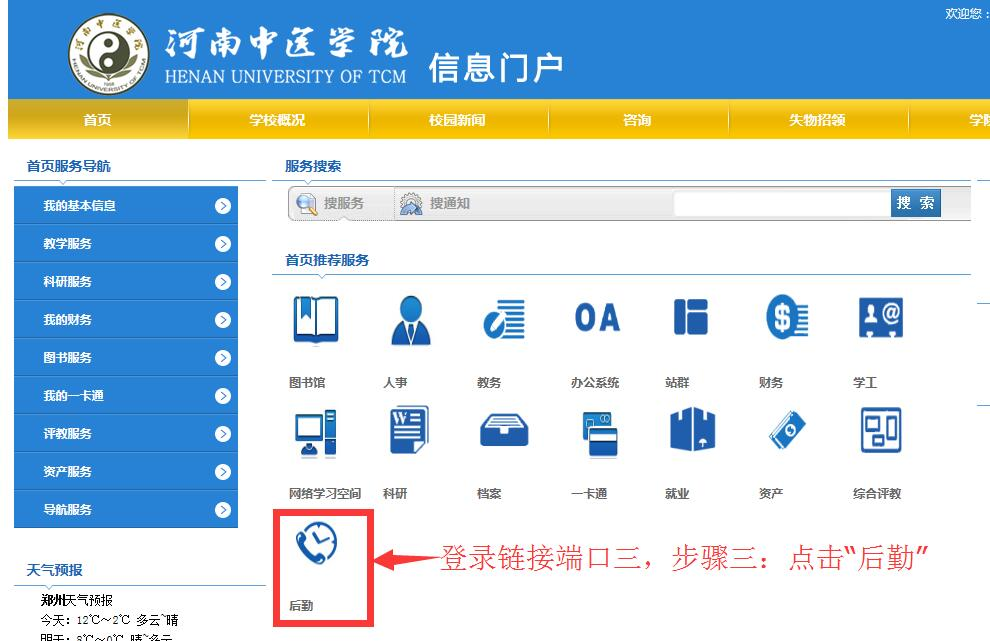 欢迎您：
河南中医学院
HENAN UNIVERSITY OF TCM
信息门户
首页 学校概况 校园新闻 咨询 失物招领
首页服务导航
我的基本信息
教学服务
科研服务
我的财务
图书服务
我的一卡通
评教服务
资产服务
导航服务
天气预报
郑州天气预报
今天：12℃～2℃ 多云~晴
明天：8℃～0℃ 晴~多云
服务搜索
搜服务 搜通知 搜 索
首页推荐服务
OA
图书馆 人事 教务 办公系统 站群 财务 学工
W
网络学习空间 科研 档案 一卡通 就业 资产 综合评教
后勤
登录链接端口三，步骤三：点击“后勤”